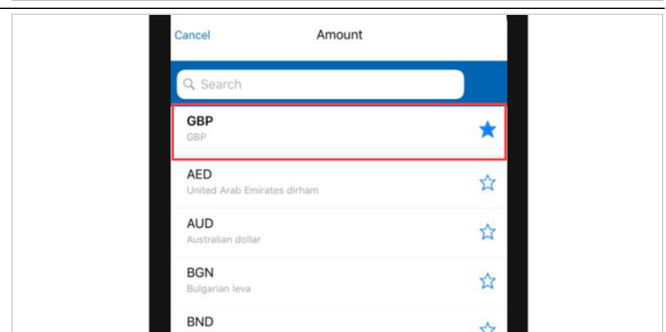 Cancel Amount
Search
GBP
GBP
AED
United Arab Emirates dirham
AUD
Australian dollar
BGN
Bulgarian leva
BND